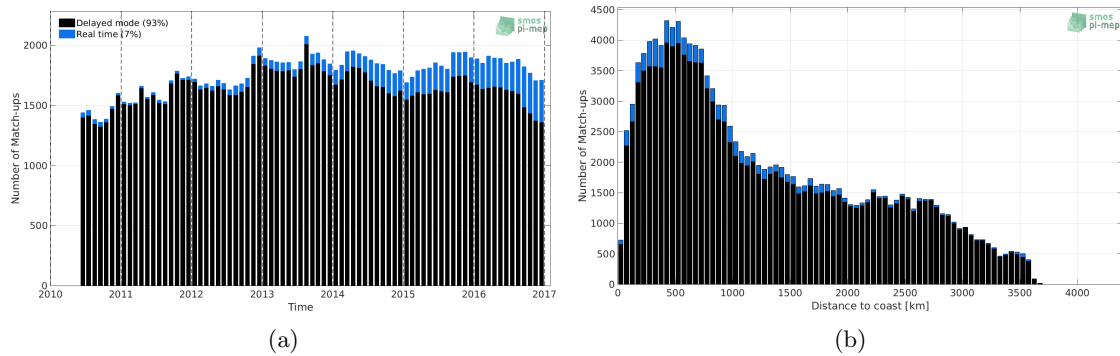 Delayed mode (93%)
Real time (7%)
smos
pi-mep
Number of Match-ups
2000
1500
1000
500
0
2010 2011 2012 2013 2014 2015 2016 2017
Time
(a)
smos
pi-mep
Number of Match-ups
4500
4000
3500
3000
2500
2000
1500
1000
500
0
0 500 1000 1500 2000 2500 3000 3500 4000
Distance to coast [km]
(b)